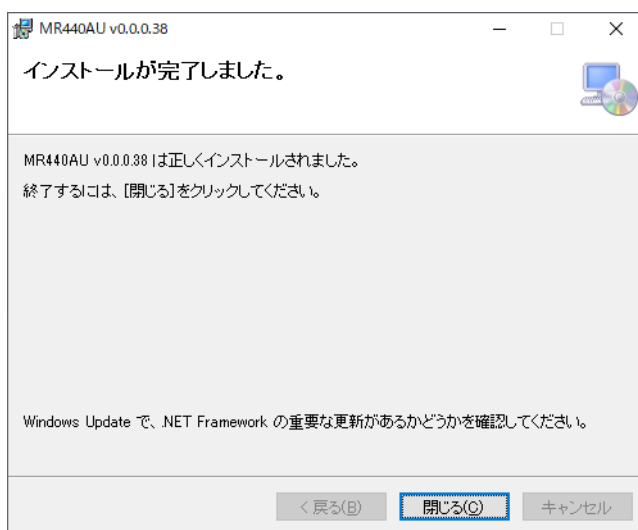 MR440AU v0.0.0.38
インストールが完了しました。
MR440AU v0.0.0.38 は正しくインストールされました。
終了するには、[閉じる]をクリックしてください。
Windows Update で、.NET Framework の重要な更新があるかどうかを確認してください。
< 戻る(B) 閉じる(C) キャンセル